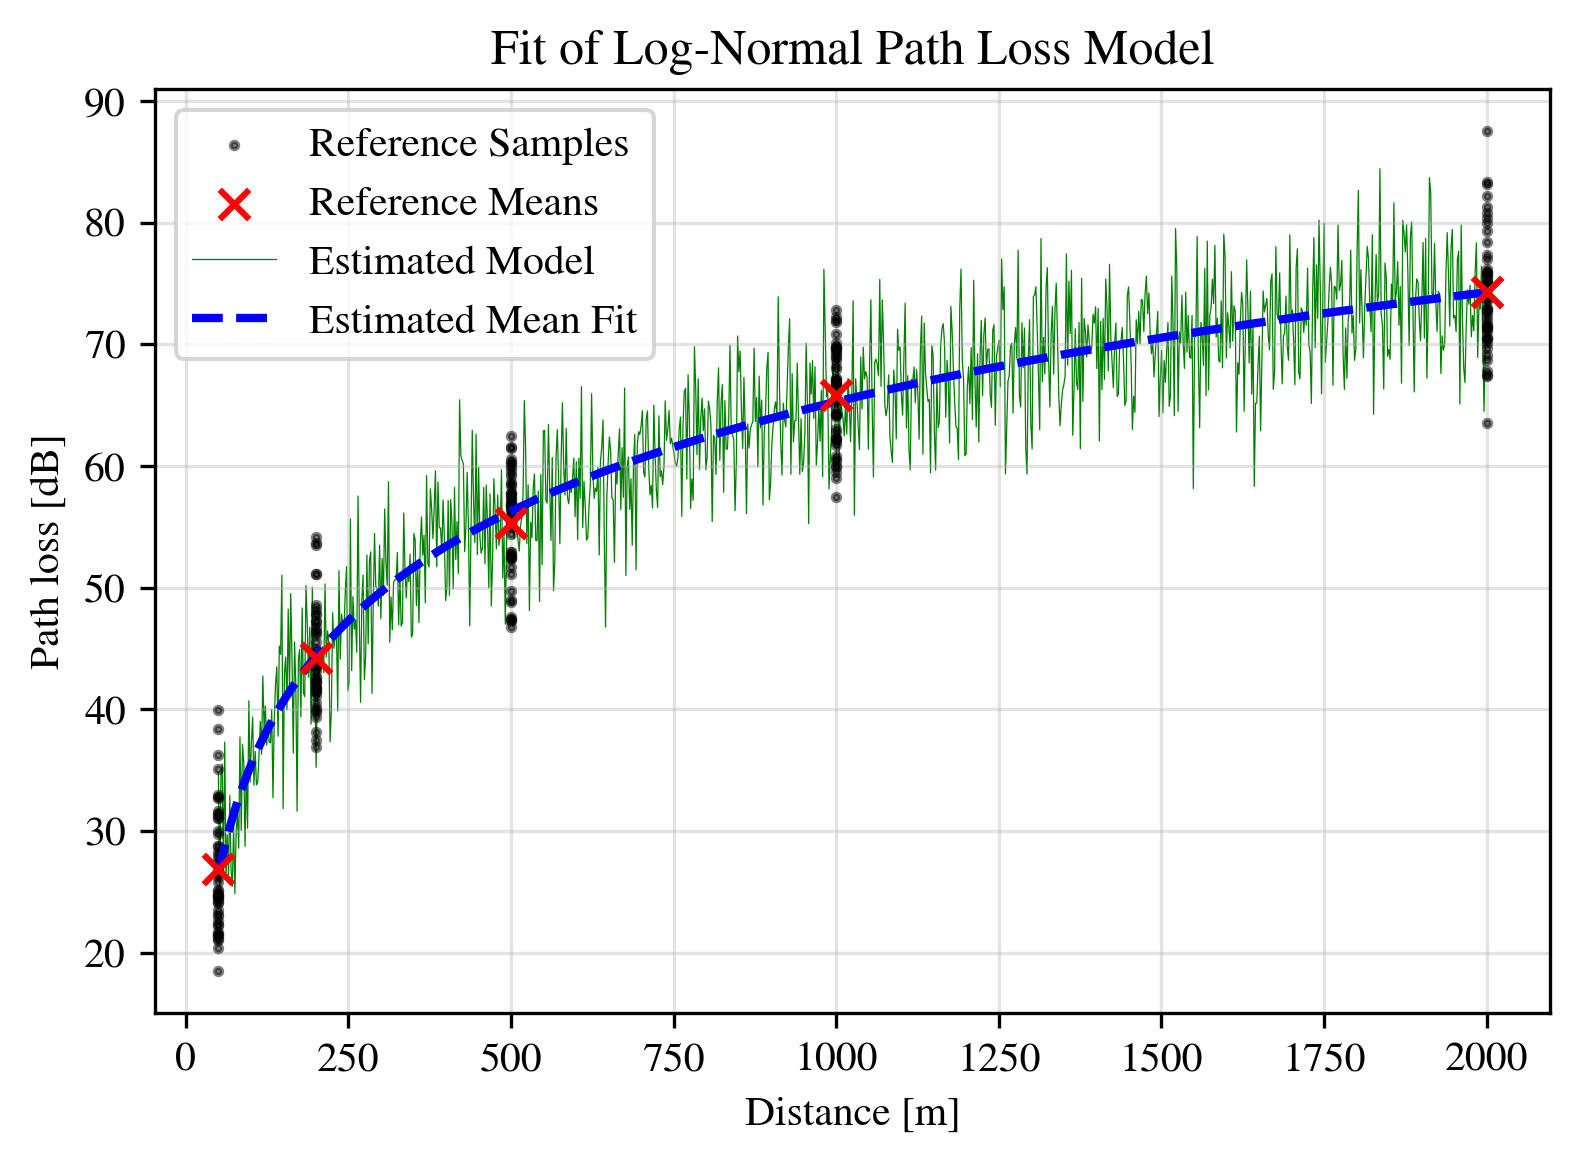 Fit of Log-Normal Path Loss Model
90
80
70
60
50
40
30
20
Path loss [dB]
Reference Samples
Reference Means
Estimated Model
Estimated Mean Fit
0 250 500 750 1000 1250 1500 1750 2000
Distance [m]